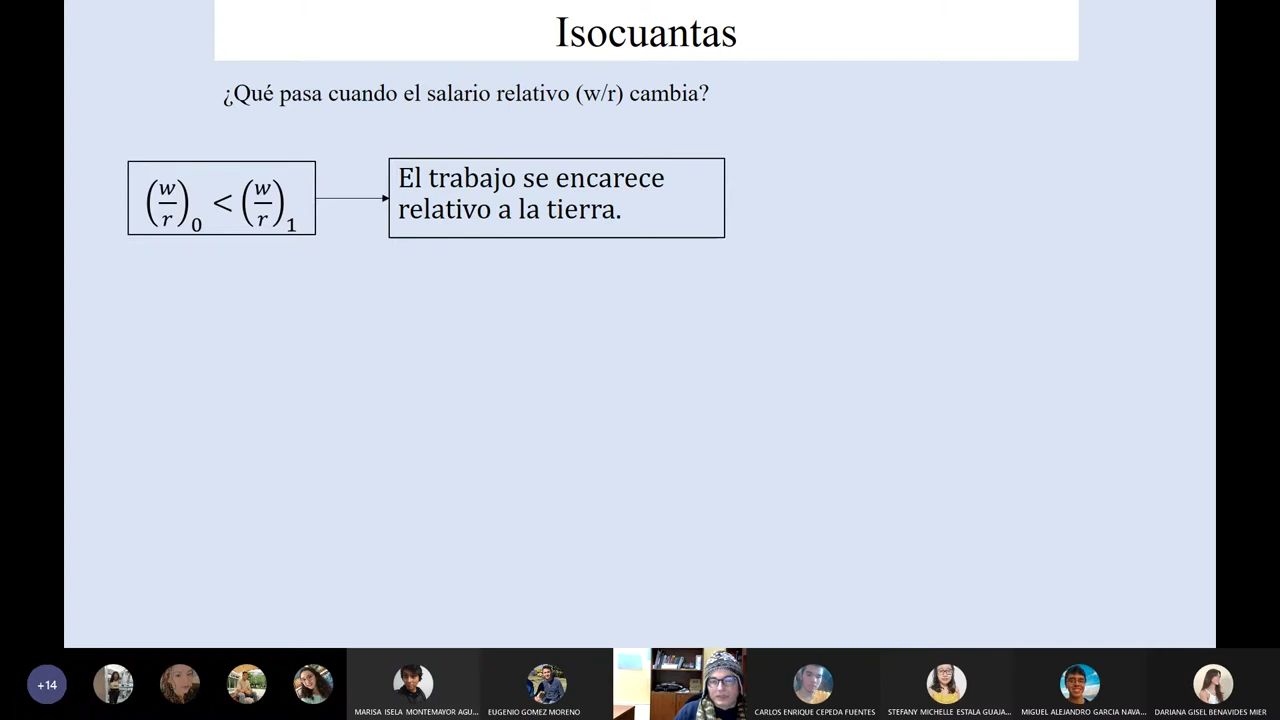 Isocuantas
¿Qué pasa cuando el salario relativo (w/r) cambia?
(w/r)₀ < (w/r)₁
El trabajo se encarece
relativo a la tierra.
+14
MARISA ISELA MONTEMAYOR AGU...
EUGENIO GOMEZ MORENO
CARLOS ENRIQUE CEPEDA FUENTES
STEFANY MICHELLE ESTALA GUAJA...
MIGUEL ALEJANDRO GARCIA NAVA...
DARIANA GISEL BENAVIDES MIER